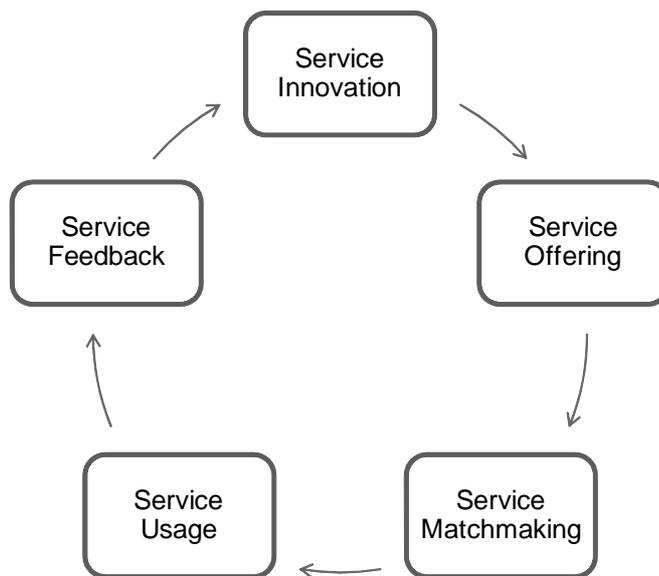 Service
Innovation
Service
Offering
Service
Matchmaking
Service
Usage
Service
Feedback